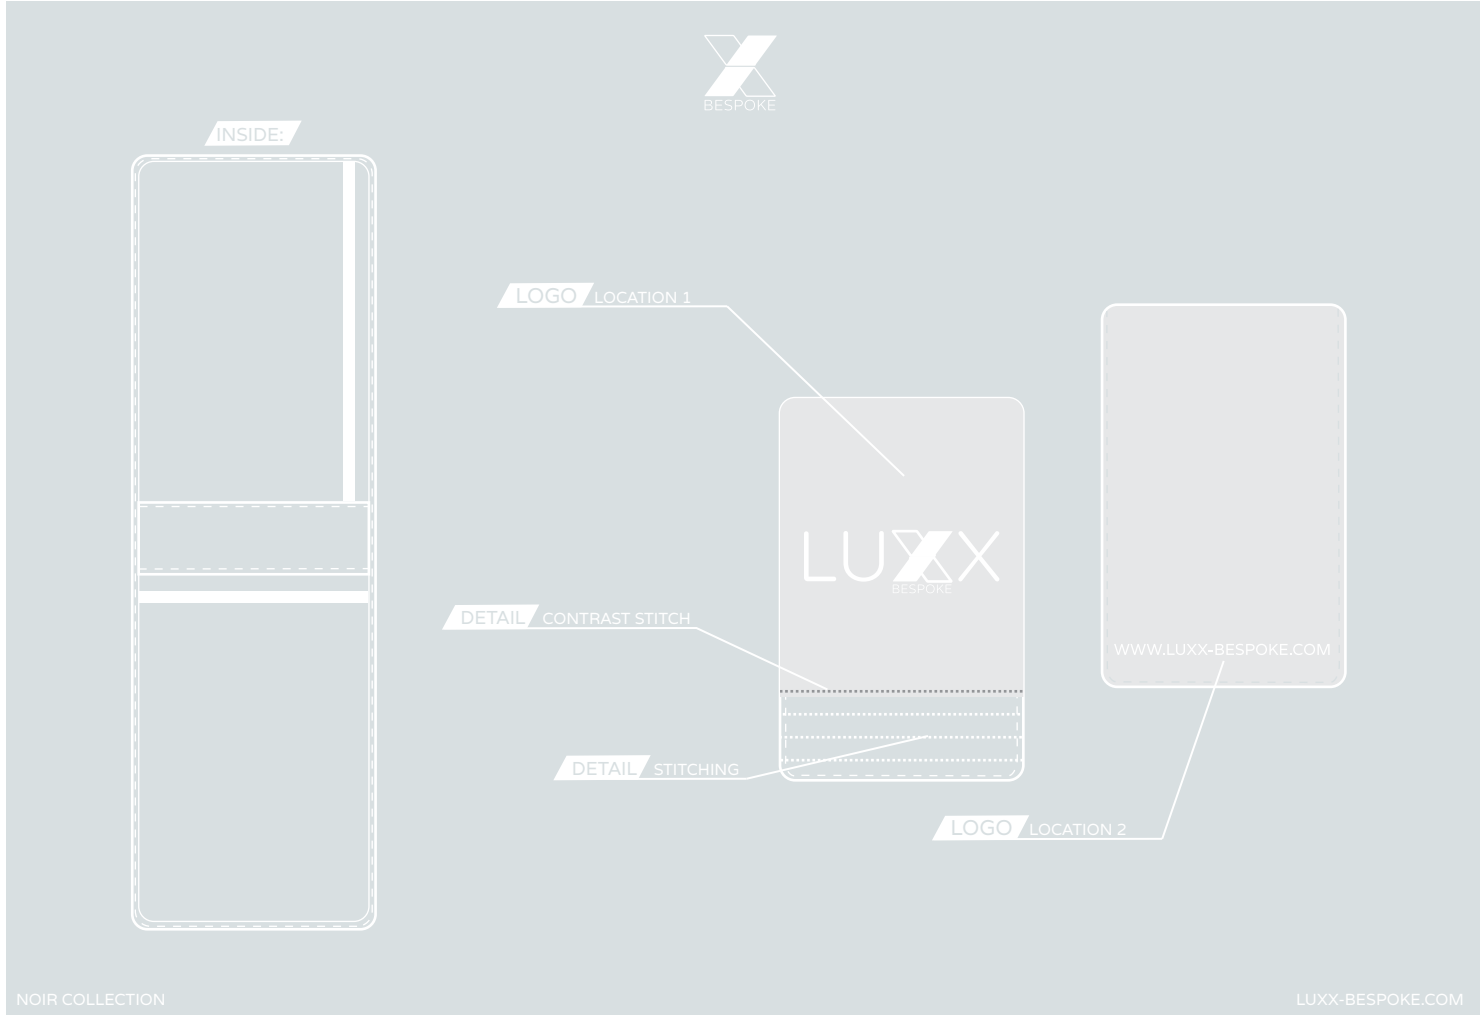 BESPOKE
INSIDE:
LOGO LOCATION 1
LUXX
BESPOKE
DETAIL CONTRAST STITCH
WWW.LUXX-BESPOKE.COM
DETAIL STITCHING
LOGO LOCATION 2
NOIR COLLECTION
LUXX-BESPOKE.COM